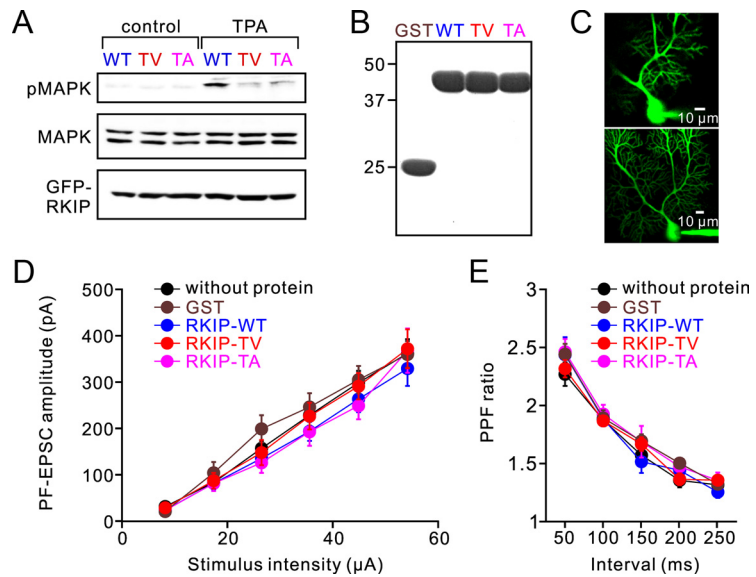 A
control TPA
WT TV TA WT TV TA
pMAPK
MAPK
GFP-
RKIP
B
GST WT TV TA
50
37
25
C
10 µm
10 µm
D
without protein
GST
RKIP-WT
RKIP-TV
RKIP-TA
PF-EPSC amplitude (pA)
500
400
300
200
100
0
0 20 40 60
Stimulus intensity (µA)
E
without protein
GST
RKIP-WT
RKIP-TV
RKIP-TA
PPF ratio
3
2.5
2
1.5
1
50 100 150 200 250
Interval (ms)